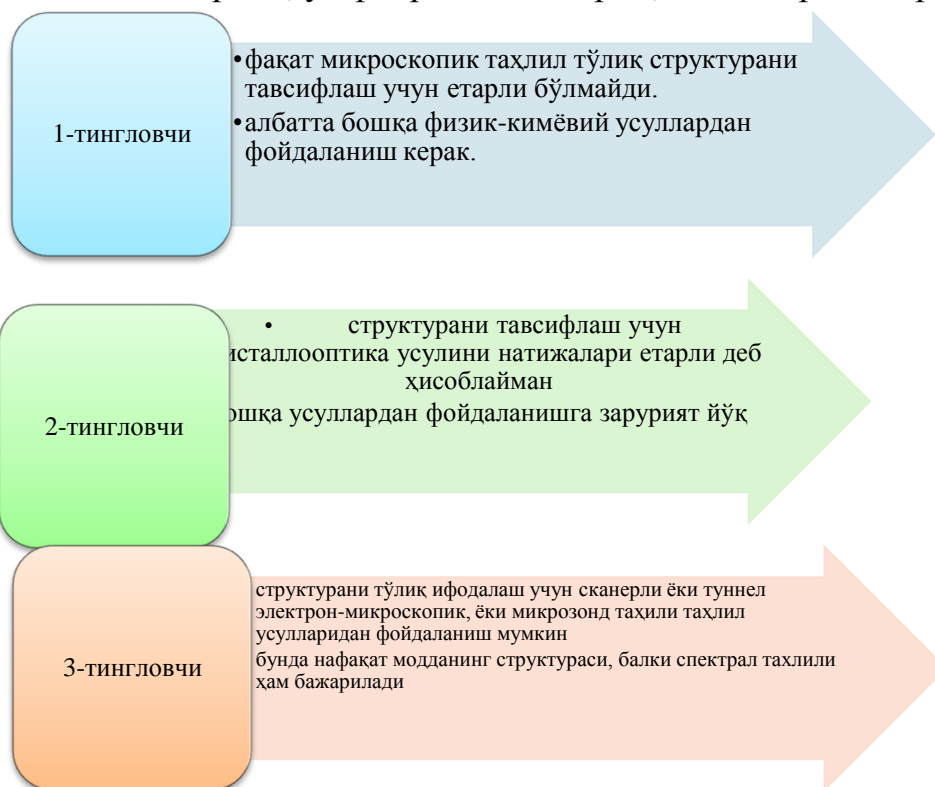 1-тингловчи
•фақат микроскопик таҳлил тўлиқ структурани
тавсифлаш учун етарли бўлмайди.
•албатта бошқа физик-кимёвий усуллардан
фойдаланиш керак.
2-тингловчи
• структурани тавсифлаш учун
исталлооптика усулини натижалари етарли деб
ҳисоблайман
ошқа усуллардан фойдаланишга зарурият йўқ
3-тингловчи
структурани тўлиқ ифодалаш учун сканерли ёки туннел
электрон-микроскопик, ёки микрозонд таҳили таҳлил
усулларидан фойдаланиш мумкин
бунда нафақат модданинг структураси, балки спектрал тахлили
ҳам бажарилади